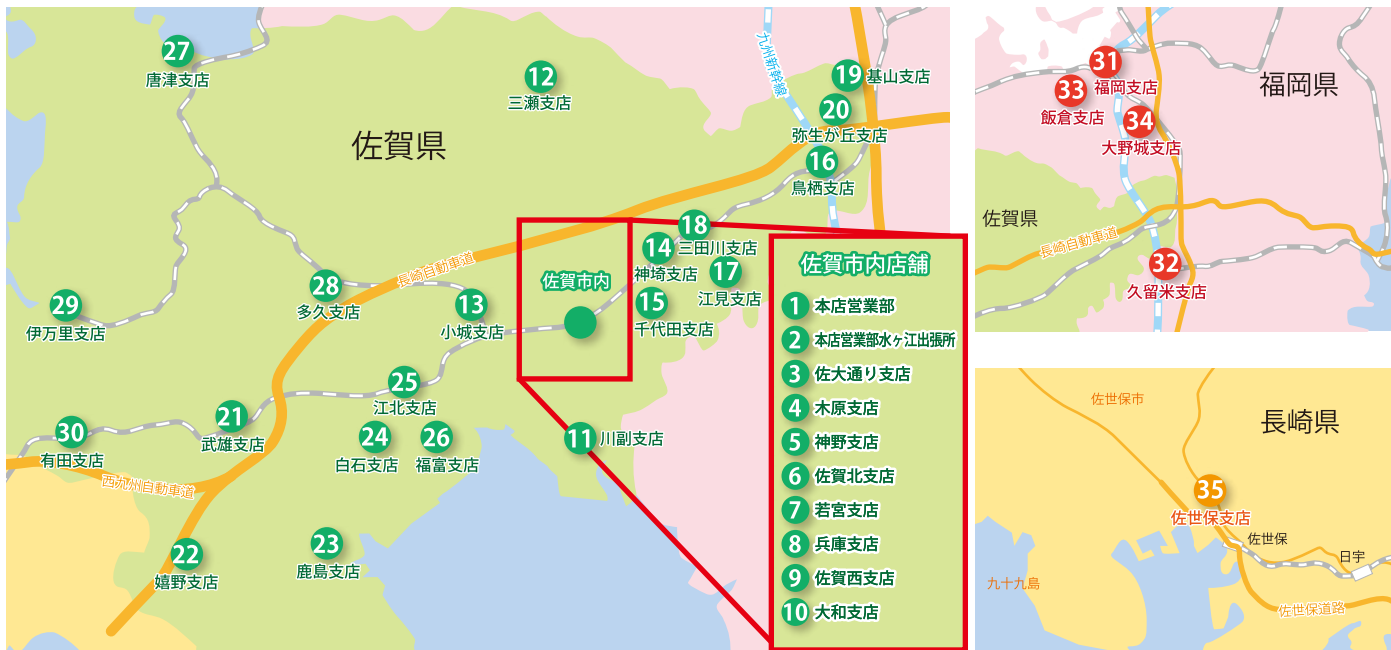 27
唐津支店
12
三瀬支店
佐賀県
九州新幹線
19
基山支店
20
弥生が丘支店
16
鳥栖支店
18
三田川支店
14
神埼支店
17
江見支店
15
千代田支店
佐賀市内
長崎自動車道
28
多久支店
13
小城支店
29
伊万里支店
25
江北支店
21
武雄支店
24
白石支店
26
福富支店
11
川副支店
30
有田支店
西九州自動車道
22
嬉野支店
23
鹿島支店
佐賀市内店舗
1 本店営業部
2 本店営業部水ヶ江出張所
3 佐大通り支店
4 木原支店
5 神野支店
6 佐賀北支店
7 若宮支店
8 兵庫支店
9 佐賀西支店
10 大和支店
31
福岡支店
33
飯倉支店
34
大野城支店
福岡県
佐賀県
長崎自動車道
32
久留米支店
佐世保市
長崎県
35
佐世保支店
佐世保
日宇
九十九島
佐世保道路